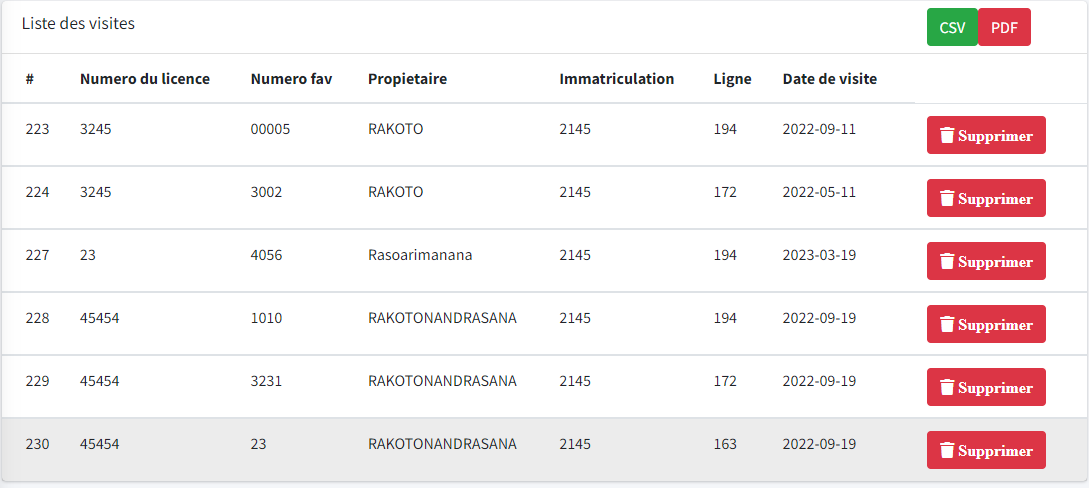 Liste des visites CSV PDF
# Numero du licence Numero fav Propietaire Immatriculation Ligne Date de visite
223 3245 00005 RAKOTO 2145 194 2022-09-11 Supprimer
224 3245 3002 RAKOTO 2145 172 2022-05-11 Supprimer
227 23 4056 Rasoarimanana 2145 194 2023-03-19 Supprimer
228 45454 1010 RAKOTONANDRASANA 2145 194 2022-09-19 Supprimer
229 45454 3231 RAKOTONANDRASANA 2145 172 2022-09-19 Supprimer
230 45454 23 RAKOTONANDRASANA 2145 163 2022-09-19 Supprimer